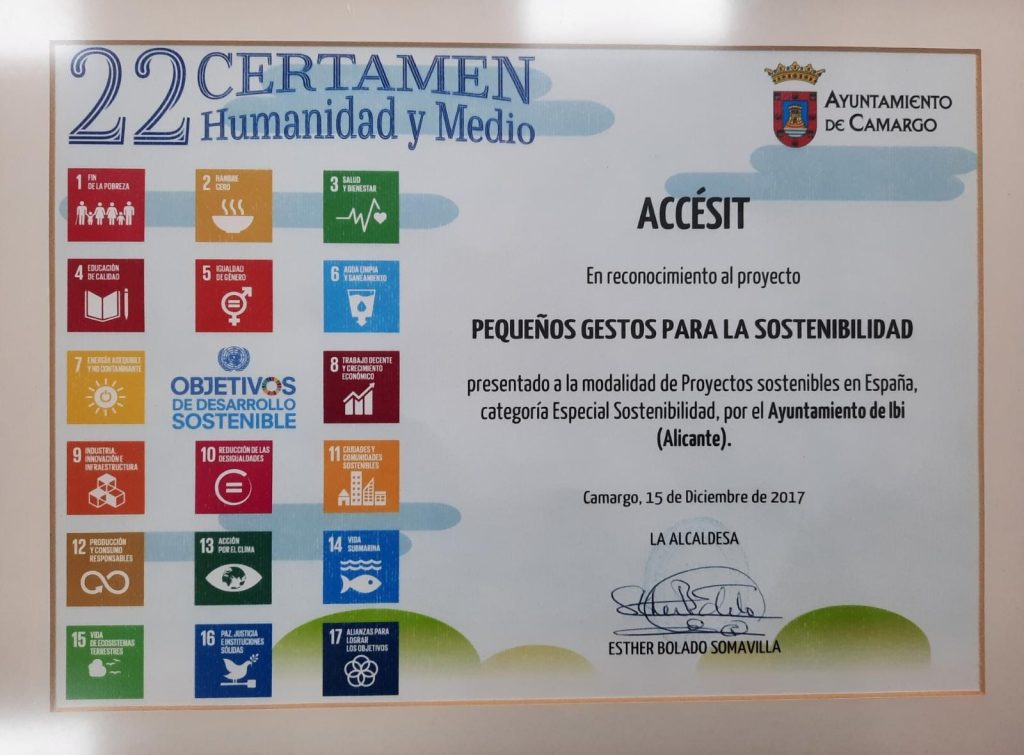 22 CERTAMEN
Humanidad y Medio
AYUNTAMIENTO
DE CAMARGO
1 FIN
DE LA POBREZA
2 HAMBRE
CERO
3 SALUD
Y BIENESTAR
4 EDUCACIÓN
DE CALIDAD
5 IGUALDAD
DE GÉNERO
6 AGUA LIMPIA
Y SANEAMIENTO
7 ENERGÍA ASEQUIBLE
Y NO CONTAMINANTE
OBJETIVOS
DE DESARROLLO
SOSTENIBLE
8 TRABAJO DECENTE
Y CRECIMIENTO
ECONÓMICO
9 INDUSTRIA,
INNOVACIÓN E
INFRAESTRUCTURA
10 REDUCCIÓN DE LAS
DESIGUALDADES
11 CIUDADES Y
COMUNIDADES
SOSTENIBLES
12 PRODUCCIÓN
Y CONSUMO
RESPONSABLES
13 ACCIÓN
POR EL CLIMA
14 VIDA
SUBMARINA
15 VIDA
DE ECOSISTEMAS
TERRESTRES
16 PAZ, JUSTICIA
E INSTITUCIONES
SÓLIDAS
17 ALIANZAS PARA
LOGRAR
LOS OBJETIVOS
ACCÉSIT
En reconocimiento al proyecto
PEQUEÑOS GESTOS PARA LA SOSTENIBILIDAD
presentado a la modalidad de Proyectos sostenibles en España,
categoría Especial Sostenibilidad, por el Ayuntamiento de Ibi
(Alicante).
Camargo, 15 de Diciembre de 2017
LA ALCALDESA
ESTHER BOLADO SOMAVILLA